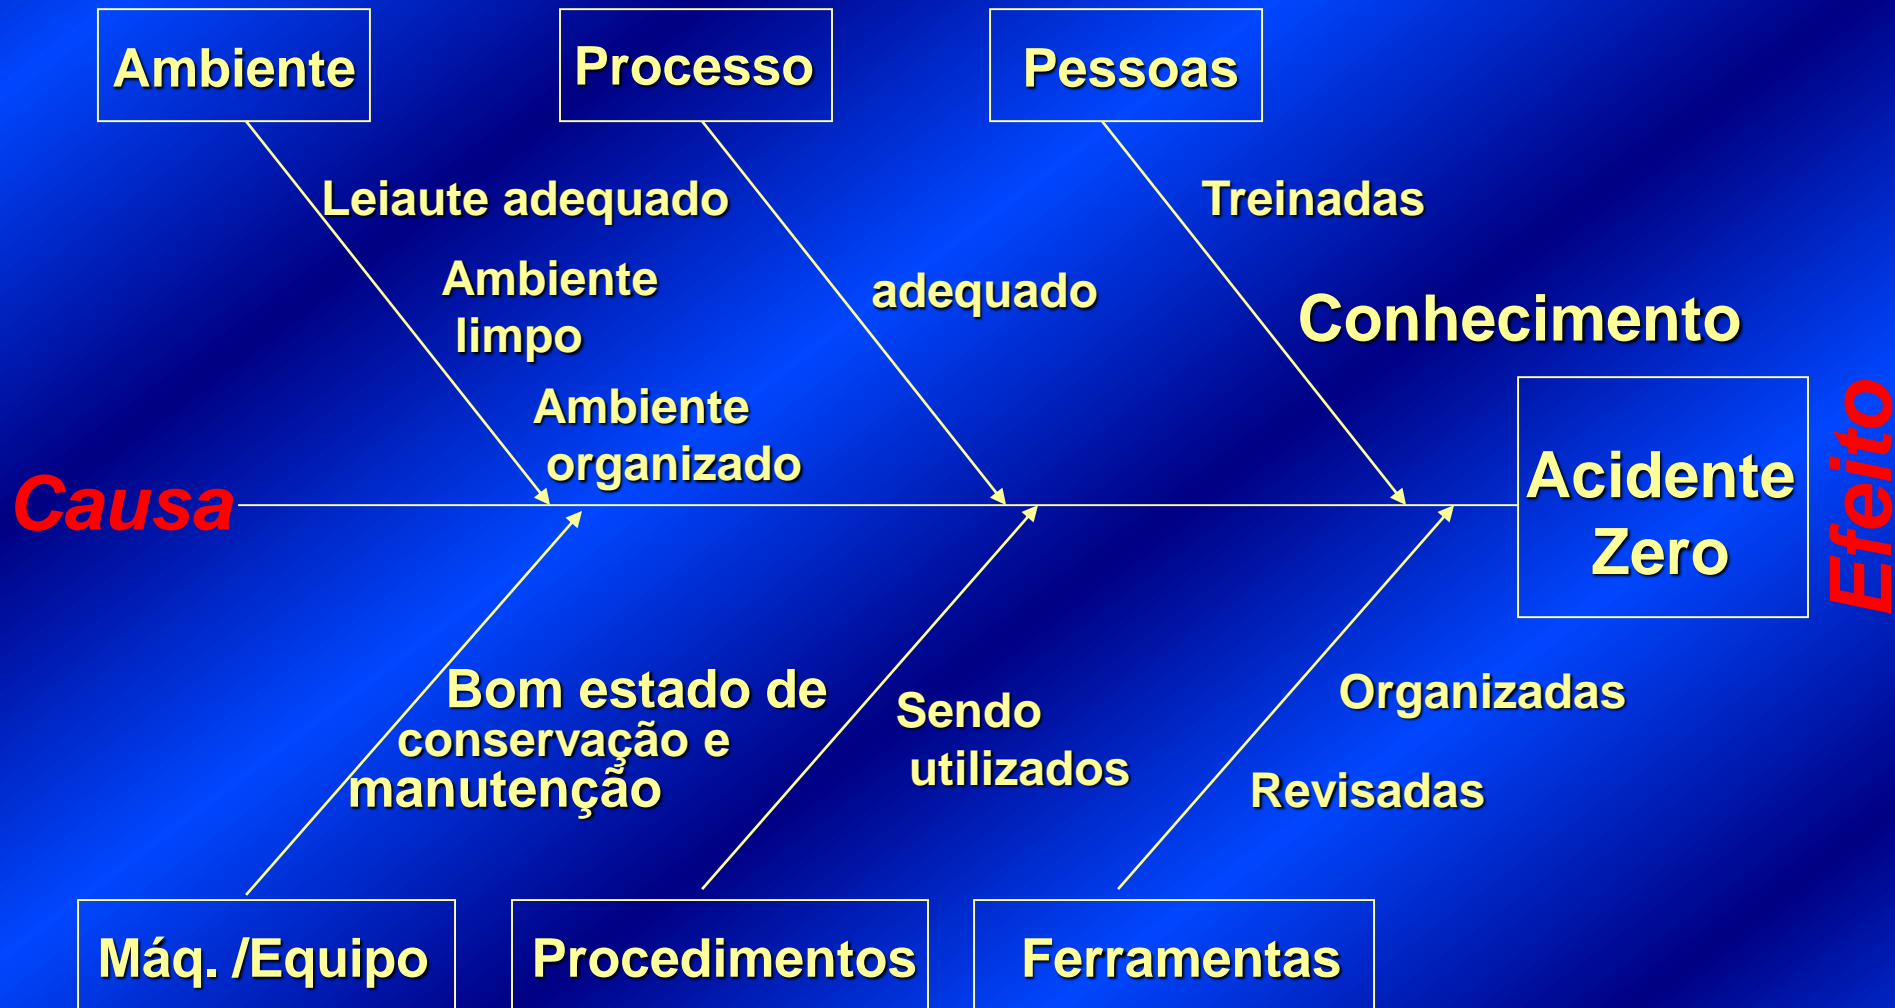 Ambiente
Processo
Pessoas
Leiaute adequado
Treinadas
Ambiente
limpo
adequado
Conhecimento
Ambiente
organizado
Causa
Acidente
Zero
Efeito
Bom estado de
conservação e
manutenção
Sendo
utilizados
Organizadas
Revisadas
Máq. /Equipo
Procedimentos
Ferramentas